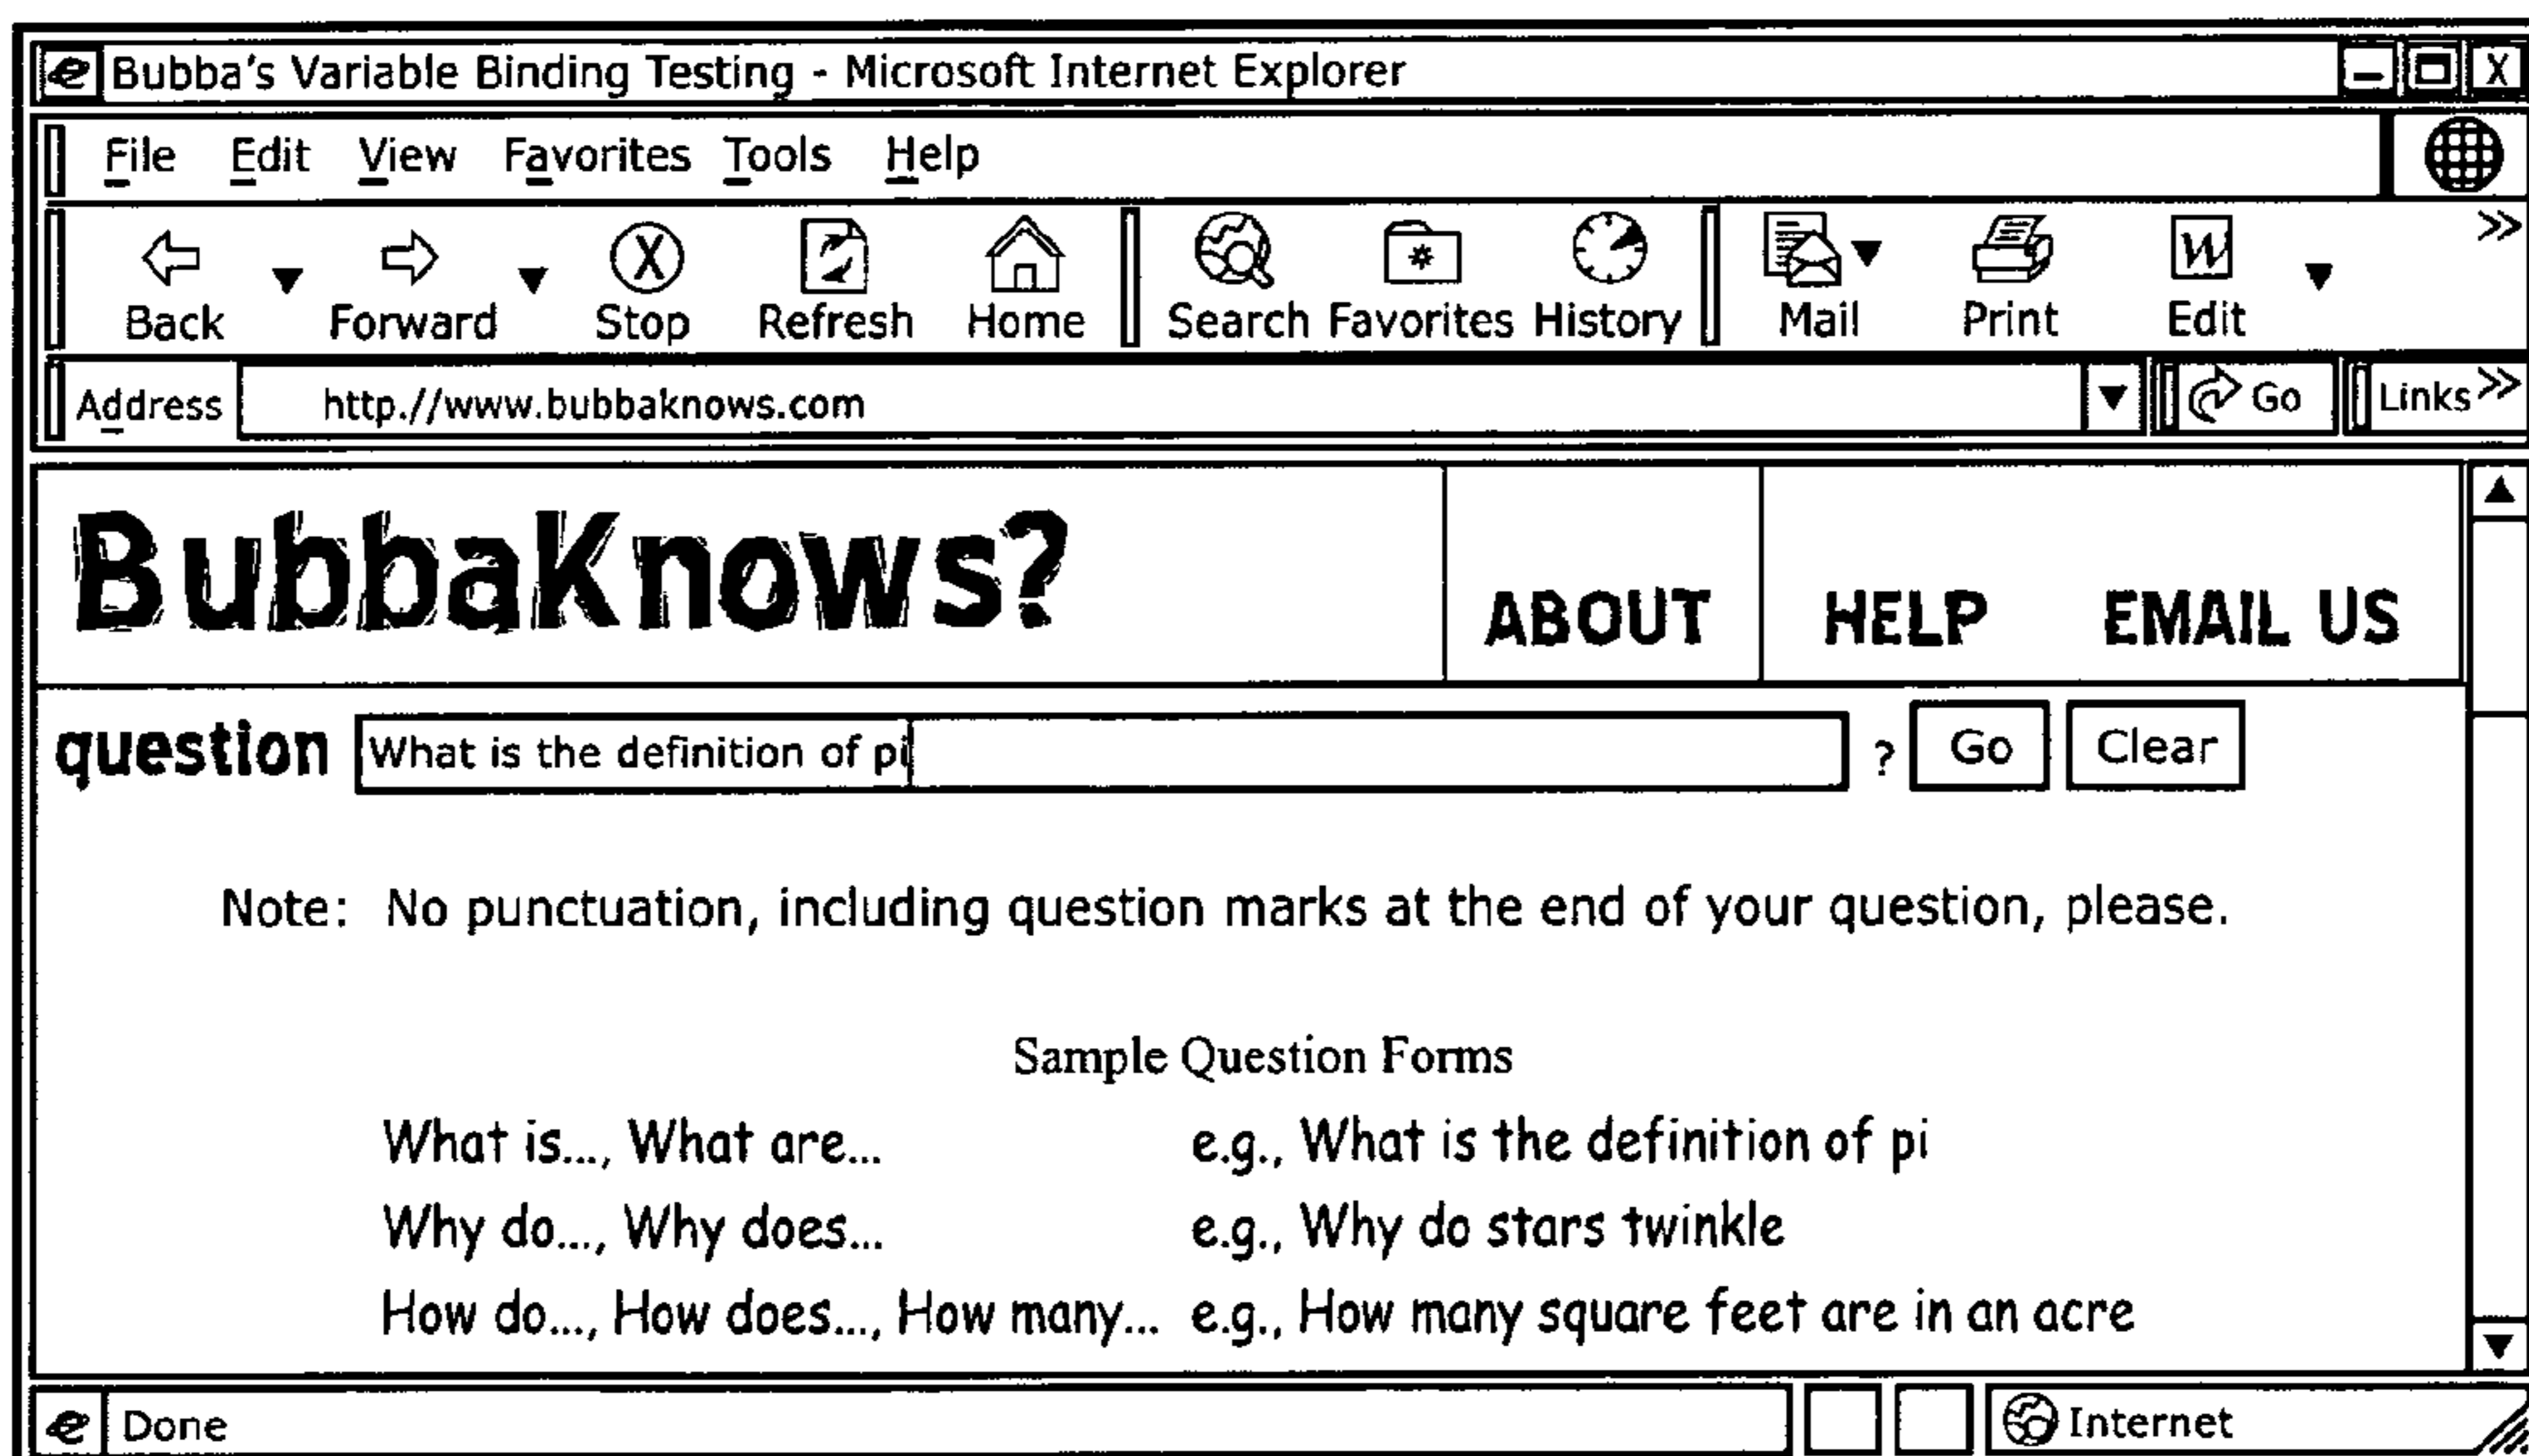 Bubba's Variable Binding Testing - Microsoft Internet Explorer X
File Edit View Favorites Tools Help
Back Forward Stop Refresh Home Search Favorites History Mail Print Edit
Address http.//www.bubbaknows.com Go Links
BubbaKnows? ABOUT HELP EMAIL US
question What is the definition of pi ? Go Clear
Note: No punctuation, including question marks at the end of your question, please.
Sample Question Forms
What is..., What are... e.g., What is the definition of pi
Why do..., Why does... e.g., Why do stars twinkle
How do..., How does..., How many... e.g., How many square feet are in an acre
Done Internet